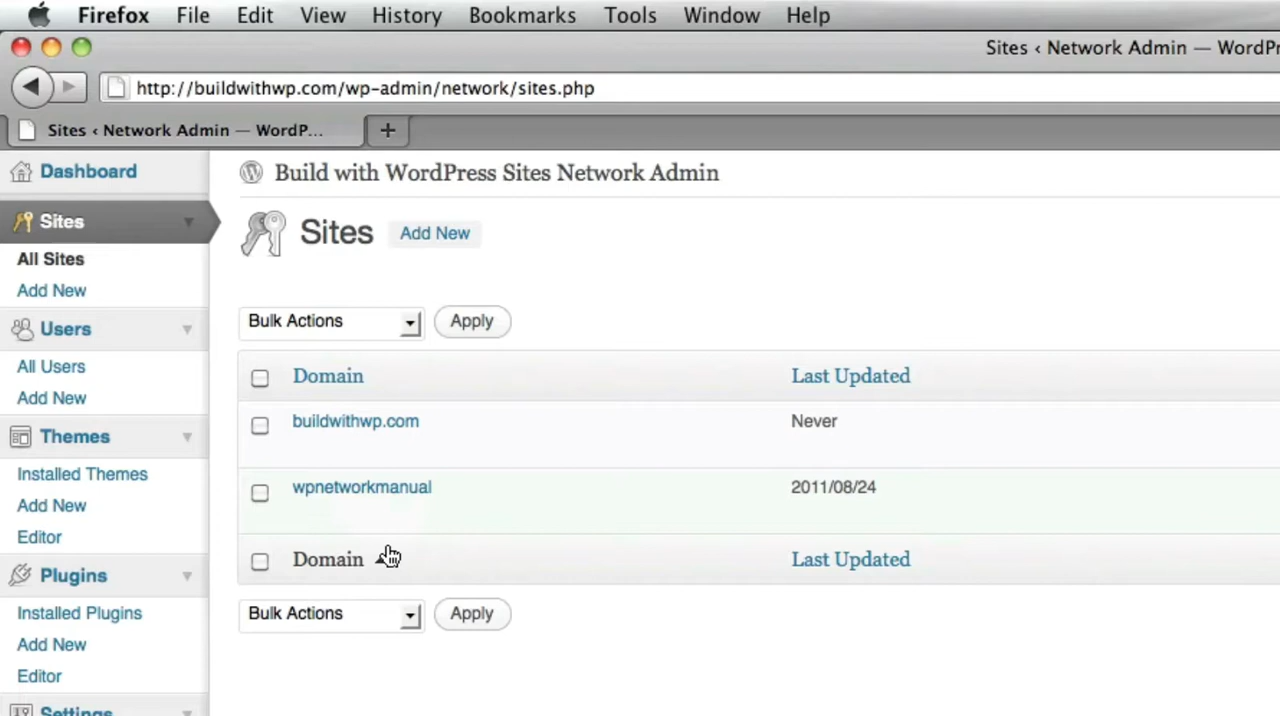 Firefox File Edit View History Bookmarks Tools Window Help
Sites ‹ Network Admin — WordP
http://buildwithwp.com/wp-admin/network/sites.php
Sites ‹ Network Admin — WordP...
+
Dashboard
Build with WordPress Sites Network Admin
Sites
Sites Add New
All Sites
Add New
Users
All Users
Add New
Themes
Installed Themes
Add New
Editor
Plugins
Installed Plugins
Add New
Editor
Settings
Bulk Actions Apply
Domain Last Updated
buildwithwp.com Never
wpnetworkmanual 2011/08/24
Domain Last Updated
Bulk Actions Apply